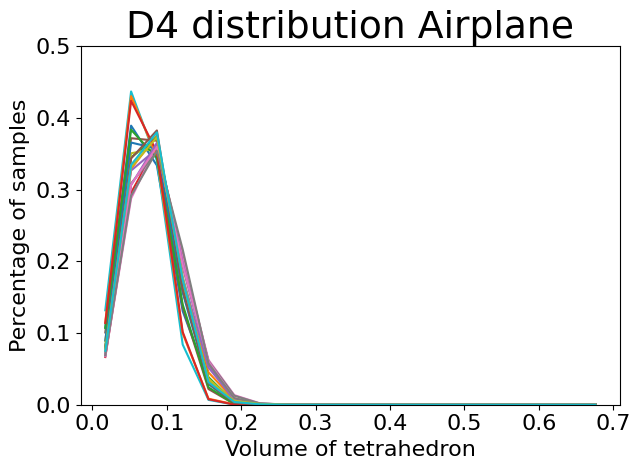 D4 distribution Airplane
Percentage of samples
0.5
0.4
0.3
0.2
0.1
0.0
0.0 0.1 0.2 0.3 0.4 0.5 0.6 0.7
Volume of tetrahedron